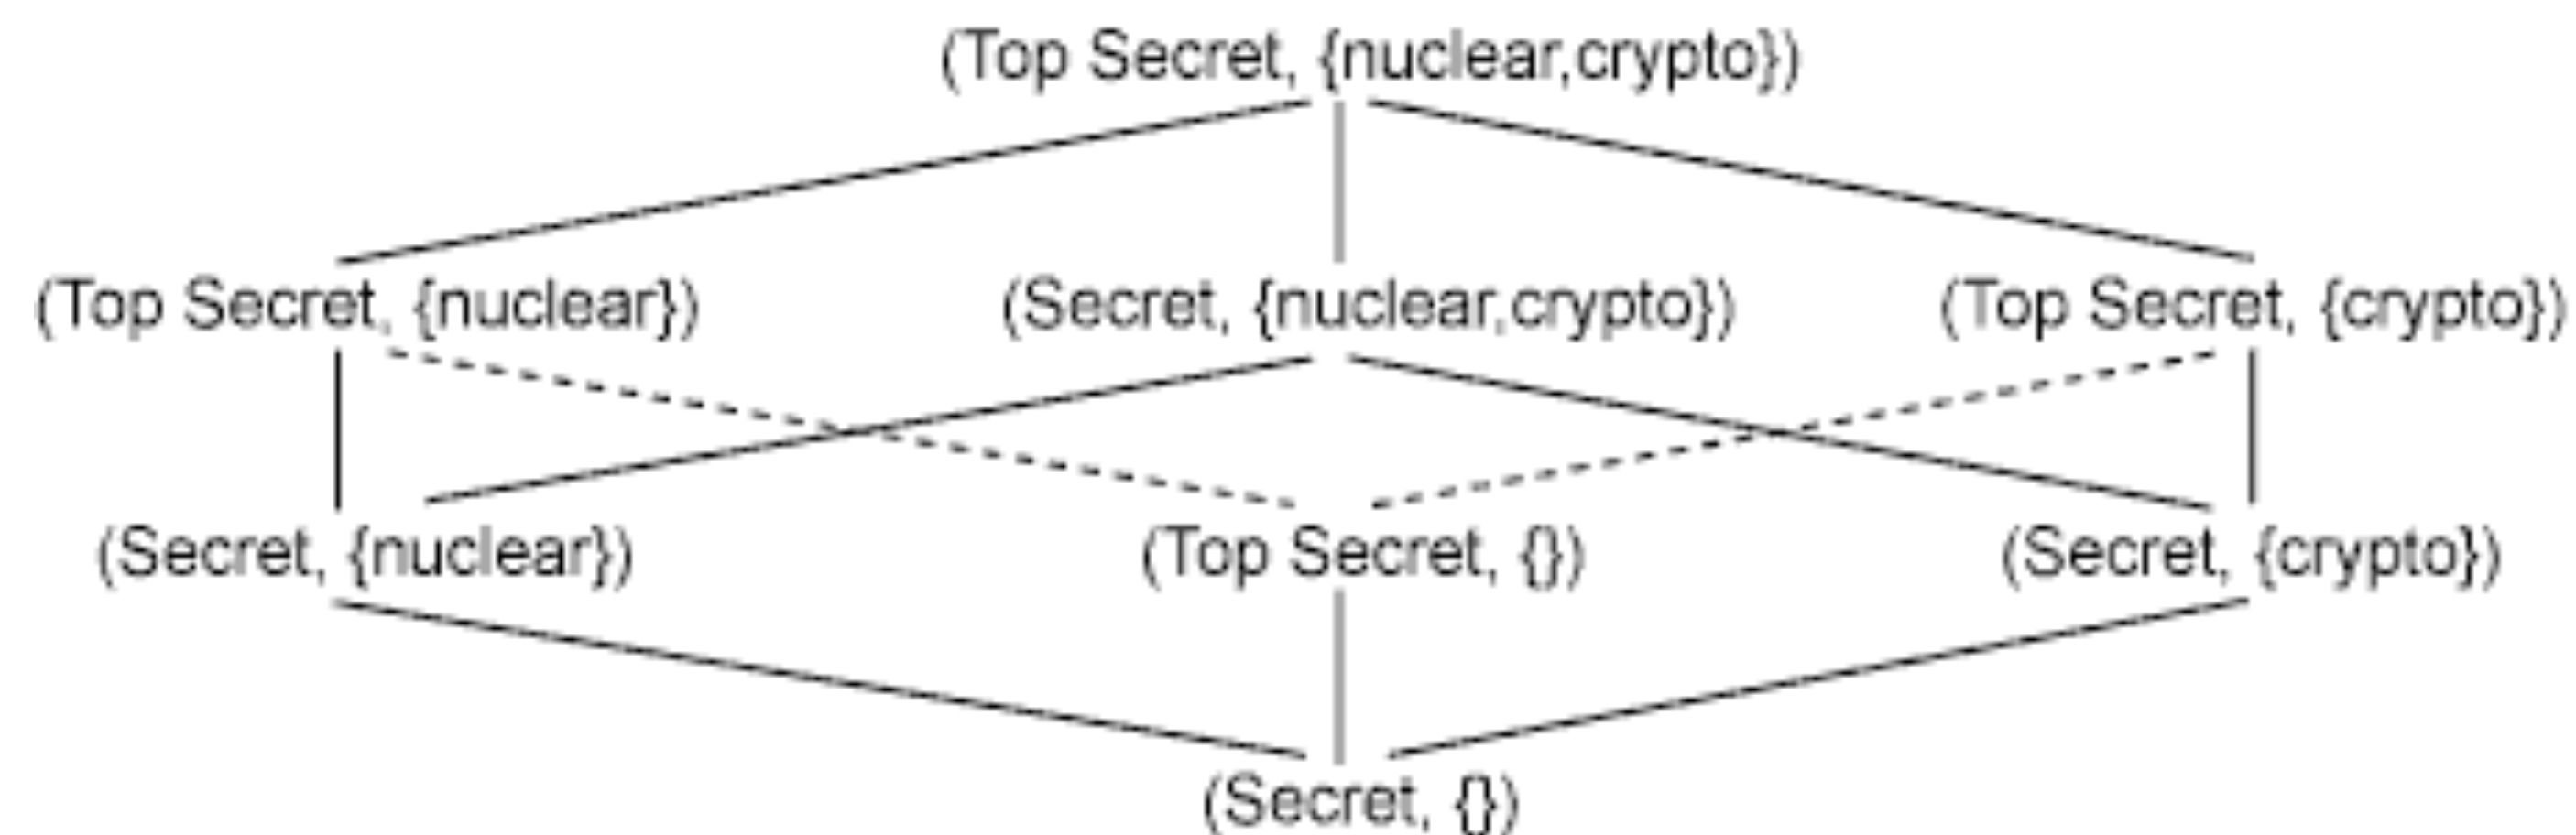 (Top Secret, {nuclear,crypto})
(Top Secret, {nuclear})
(Secret, {nuclear,crypto})
(Top Secret, {crypto})
(Secret, {nuclear})
(Top Secret, {})
(Secret, {crypto})
(Secret, {})